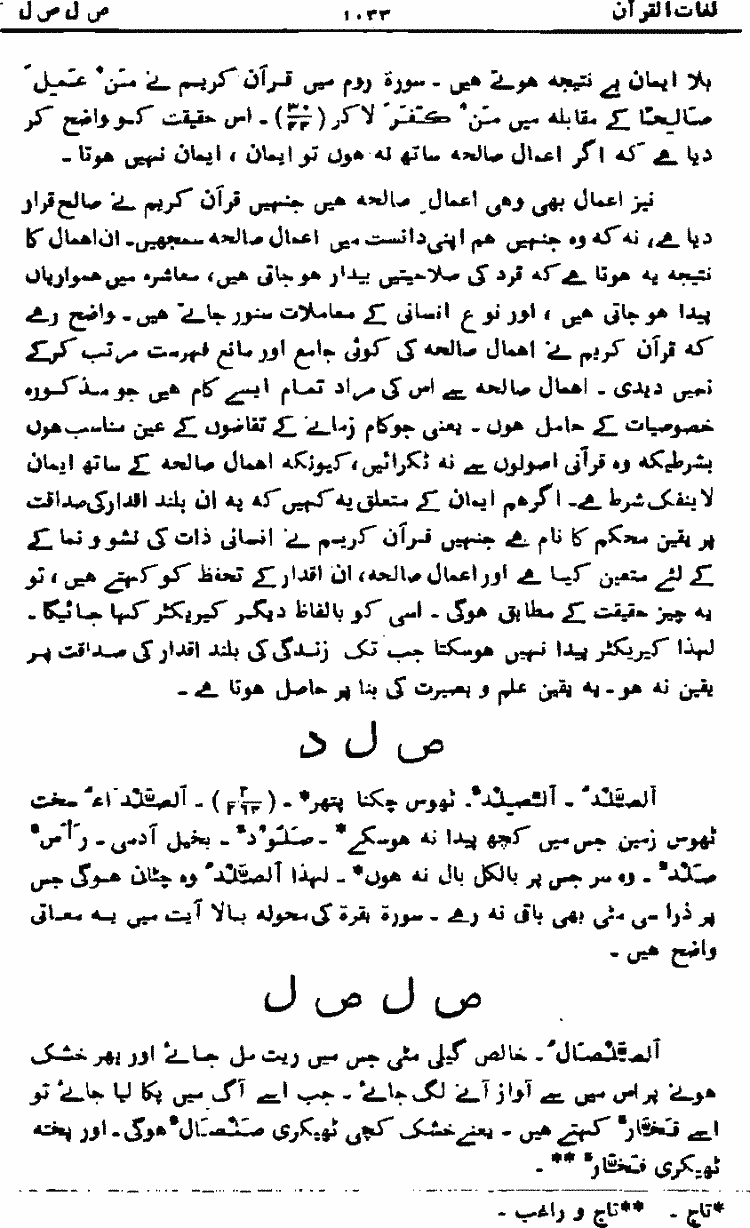 لغات القرآن ۱۰۳۳ ص ل ص ل
بلا ایمان بے نتیجہ ہوتے ہیں ۔ سورۃ روم میں قرآن کریم نے مَنْ عَمِلَ
صَالِحًا کے مقابلہ میں مَنْ كَفَرَ لا کر (۳۰/۴۴) ۔ اس حقیقت کو واضح کر
دیا ہے کہ اگر اعمال صالحہ ساتھ نہ ہوں تو ایمان ، ایمان نہیں ہوتا ۔
نیز اعمال بھی وہی اعمال صالحہ ہیں جنہیں قرآن کریم نے صالح قرار
دیا ہے، نہ کہ وہ جنہیں ہم اپنی دانست میں اعمال صالحہ سمجھیں۔ ان اعمال کا
نتیجہ یہ ہوتا ہے کہ فرد کی صلاحیتیں بیدار ہو جاتی ہیں، معاشرہ میں ہمواریاں
پیدا ہو جاتی ہیں ، اور نوع انسانی کے معاملات سنور جاتے ہیں۔ واضح رہے
کہ قرآن کریم نے اعمال صالحہ کی کوئی جامع اور مانع فہرست مرتب کرکے
نہیں دیدی ۔ اعمال صالحہ سے اس کی مراد تمام ایسے کام ہیں جو مذکورہ
خصوصیات کے حامل ہوں ۔ یعنی جو کام زمانے کے تقاضوں کے عین مناسب ہوں
بشرطیکہ وہ قرآنی اصولوں سے نہ ٹکرائیں، کیونکہ اعمال صالحہ کے ساتھ ایمان
لاینفک شرط ہے۔ اگر ہم ایمان کے متعلق یہ کہیں کہ یہ ان بلند اقدار کی صداقت
پر یقین محکم کا نام ہے جنہیں قرآن کریم نے انسانی ذات کی نشو و نما کے
کے لئے متعین کیا ہے اور اعمال صالحہ، ان اقدار کے تحفظ کو کہتے ہیں ، تو
یہ چیز حقیقت کے مطابق ہوگی ۔ اسی کو بالفاظ دیگر کیریکٹر کہا جائیگا ۔
لہذا کیریکٹر پیدا نہیں ہوسکتا جب تک زندگی کی بلند اقدار کی صداقت پر
یقین نہ ہو ۔ یہ یقین علم و بصیرت کی بنا پر حاصل ہوتا ہے ۔
ص ل د
اَلصَّلْدُ ۔ اَلصَّلِدُ ۔ ٹھوس چکنا پتھر* ۔ (۲/۲۶۴) ۔ اَلصَّلْدَاءُ سخت
ٹھوس زمین جس میں کچھ پیدا نہ ہوسکے* ۔ صَلُوْدٌ ۔ بخیل آدمی ۔ رَأْسٌ
صَلْدٌ ۔ وہ سر جس پر بالکل بال نہ ہوں* ۔ لہذا اَلصَّلْدُ وہ چٹان ہوگی جس
پر ذرا سی مٹی بھی باقی نہ رہے ۔ سورۃ بقرۃ کی محولہ بالا آیت میں یہ معانی
واضح ہیں ۔
ص ل ص ل
اَلصَّلْصَالُ ۔ خالص گیلی مٹی جس میں ریت مل جائے اور پھر خشک
ہونے پر اس میں سے آواز آنے لگ جائے ۔ جب اسے آگ میں پکا لیا جائے تو
اسے فَخَّارٌ کہتے ہیں ۔ یعنے خشک کچی ٹھیکری صَلْصَالٌ ہوگی ۔ اور پختہ
ٹھیکری فَخَّارٌ** ۔
*تاج ۔ **تاج و راغب ۔